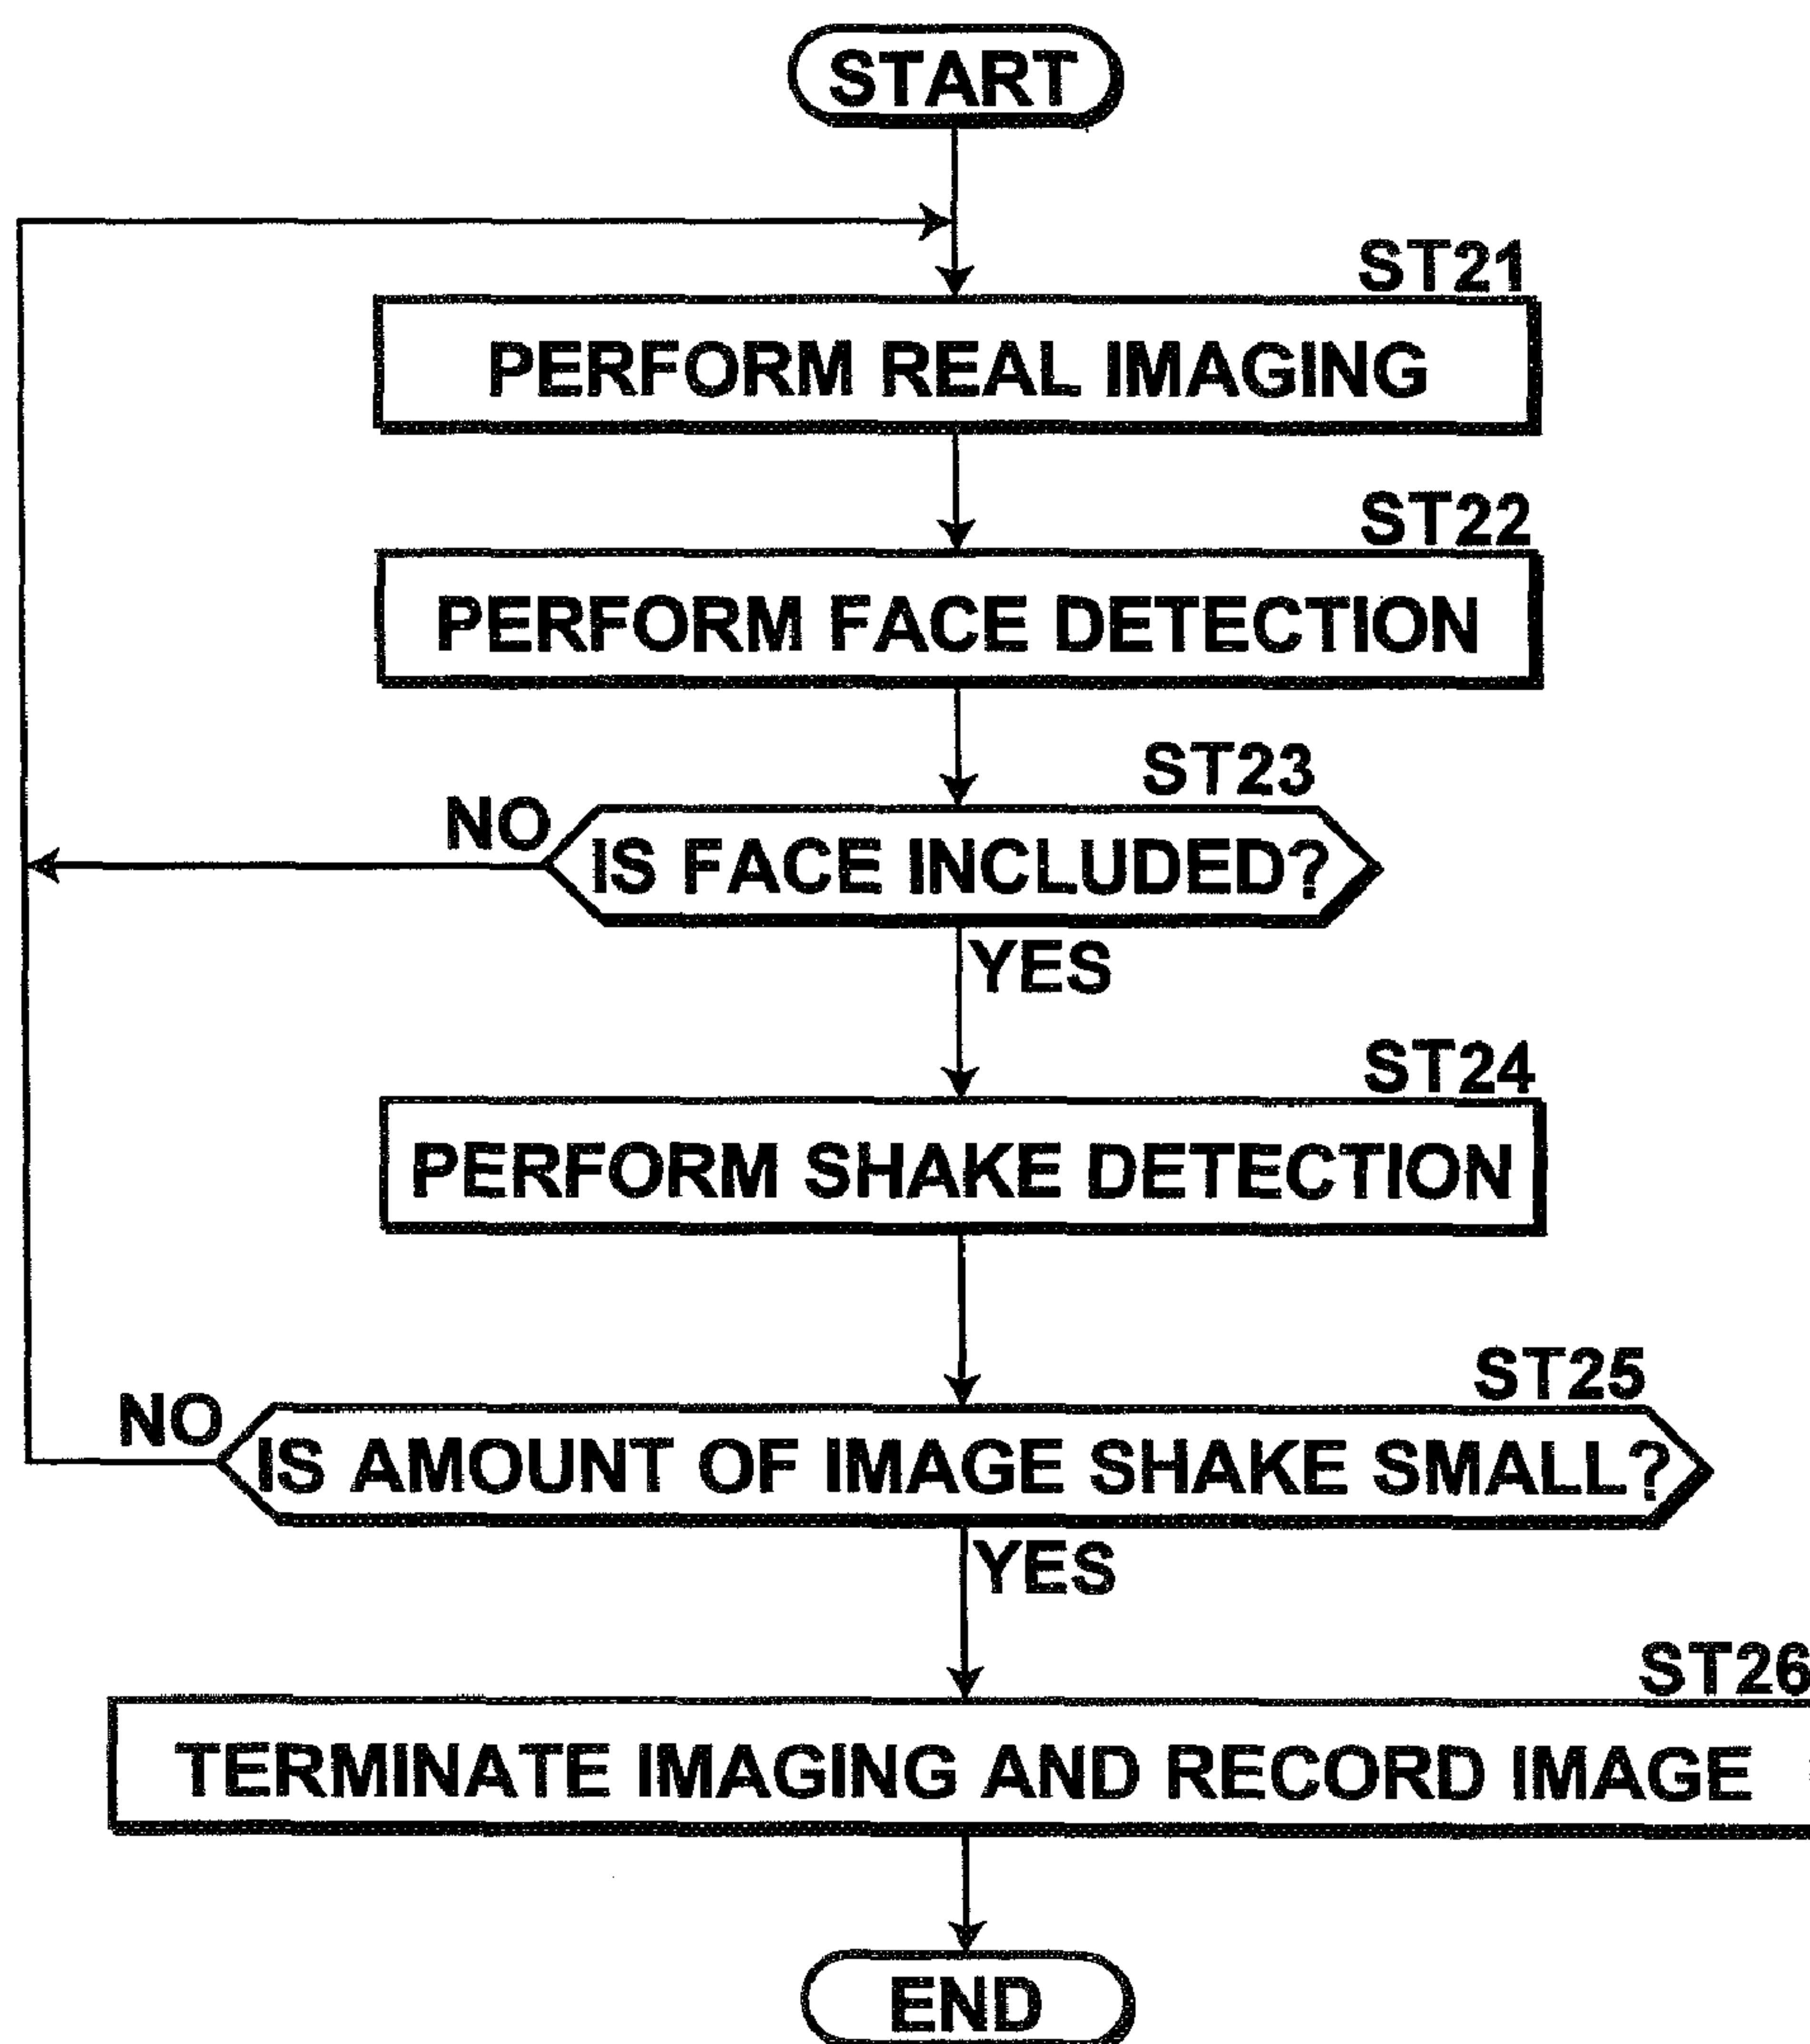 START
ST21
PERFORM REAL IMAGING
ST22
PERFORM FACE DETECTION
ST23
NO
IS FACE INCLUDED?
YES
ST24
PERFORM SHAKE DETECTION
ST25
NO
IS AMOUNT OF IMAGE SHAKE SMALL?
YES
ST26
TERMINATE IMAGING AND RECORD IMAGE
END